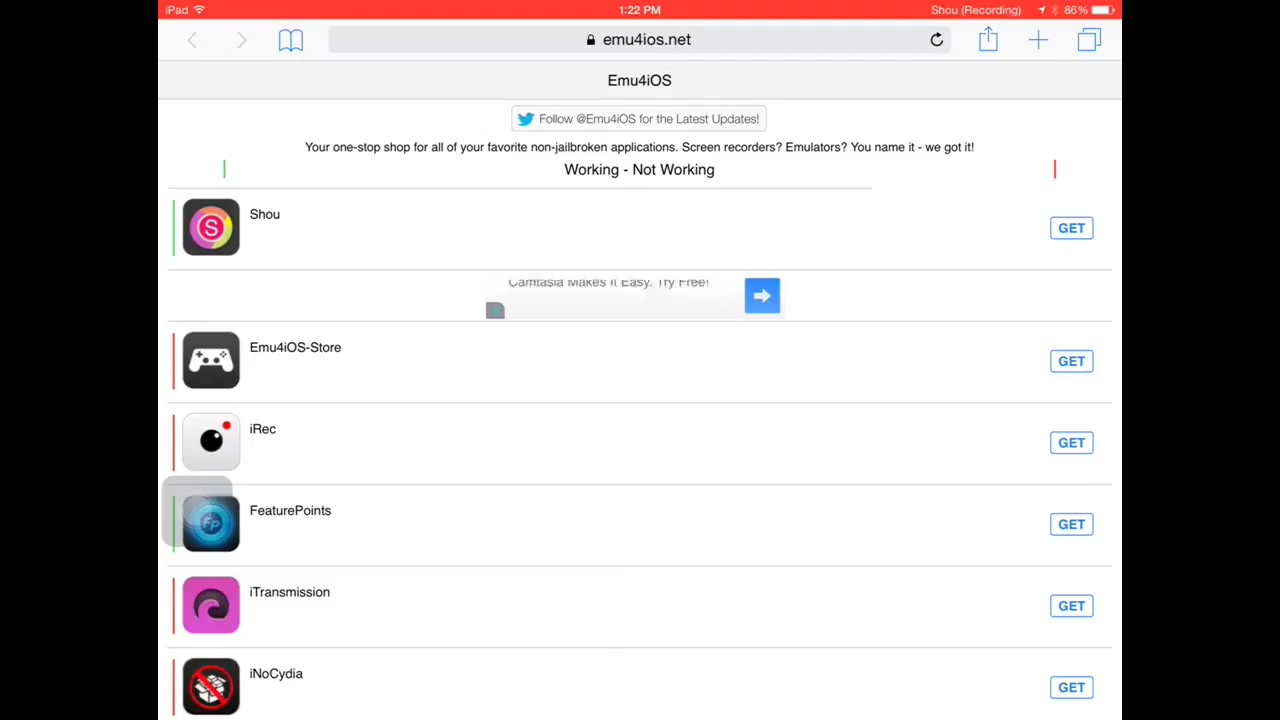 iPad 1:22 PM Shou (Recording) 86%
emu4ios.net
Emu4iOS
Follow @Emu4iOS for the Latest Updates!
Your one-stop shop for all of your favorite non-jailbroken applications. Screen recorders? Emulators? You name it - we got it!
Working - Not Working
S
Shou
GET
Camtasia Makes it Easy. Try Free!
Emu4iOS-Store
GET
iRec
GET
FP
FeaturePoints
GET
iTransmission
GET
iNoCydia
GET